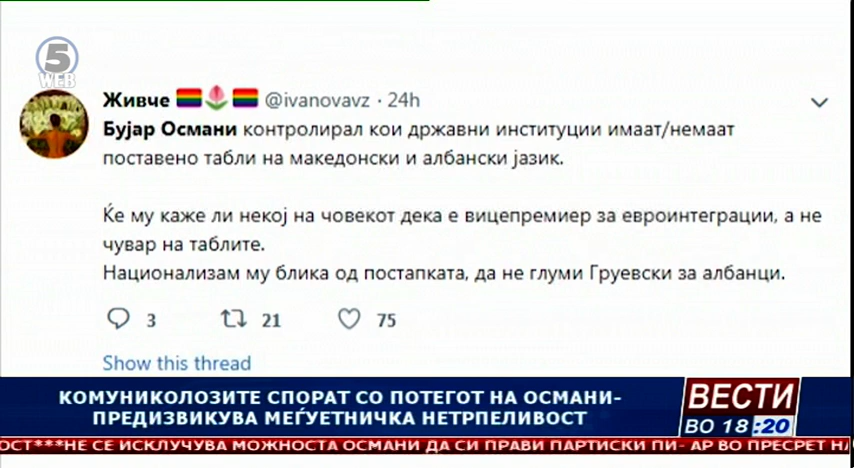 5
WEB
Живче @ivanovavz · 24h
Бујар Османи контролирал кои државни институции имаат/немаат
поставено табли на македонски и албански јазик.
Ќе му каже ли некој на човекот дека е вицепремиер за евроинтеграции, а не
чувар на таблите.
Национализам му блика од постапката, да не глуми Груевски за албанци.
3 21 75
Show this thread
КОМУНИКОЛОЗИТЕ СПОРАТ СО ПОТЕГОТ НА ОСМАНИ-
ПРЕДИЗВИКУВА МЕЃУЕТНИЧКА НЕТРПЕЛИВОСТ
ВЕСТИ
ВО 18:20
ОСТ***НЕ СЕ ИСКЛУЧУВА МОЖНОСТА ОСМАНИ ДА СИ ПРАВИ ПАРТИСКИ ПИ- АР ВО ПРЕСРЕТ НА